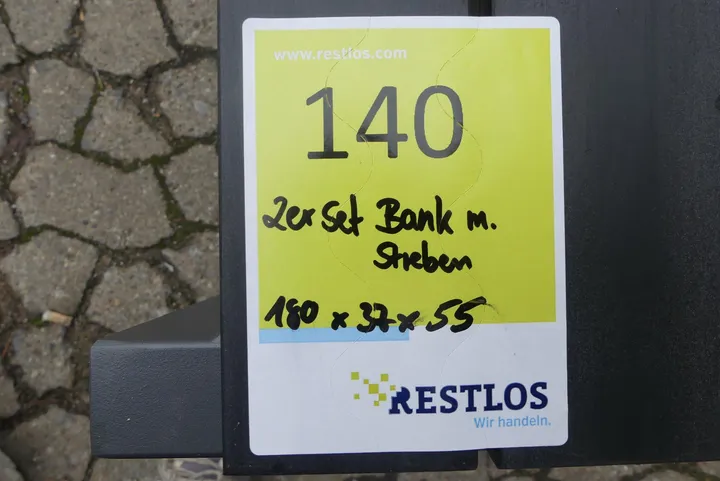 www.restlos.com
140
2er Set Bank m.
Streben
180 x 37 x 55
RESTLOS
Wir handeln.